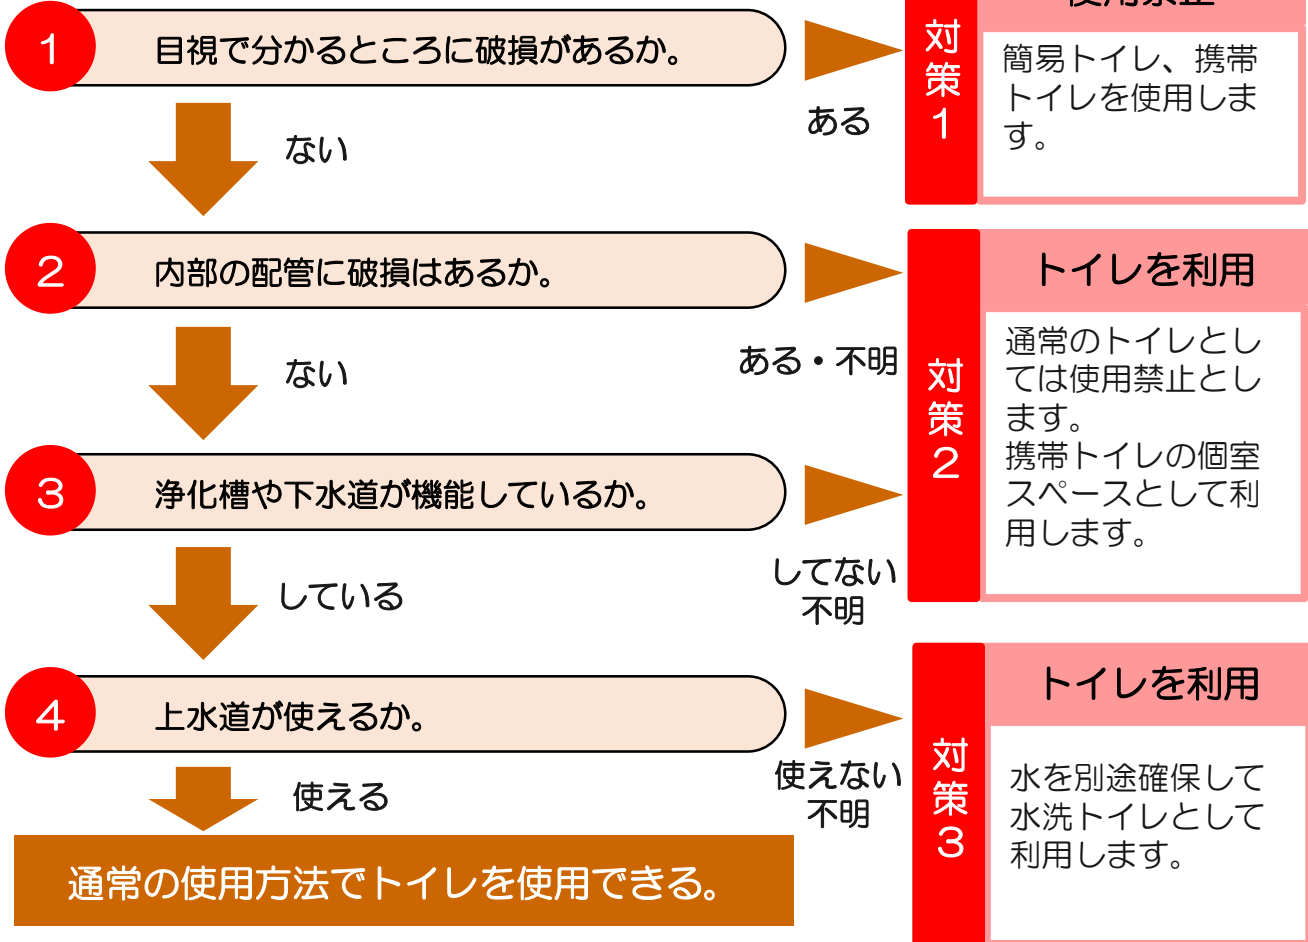 1
目視で分かるところに破損があるか。
ある
ない
対策1
簡易トイレ、携帯
トイレを使用しま
す。
2
内部の配管に破損はあるか。
ある・不明
ない
3
浄化槽や下水道が機能しているか。
してない
不明
している
対策2
トイレを利用
通常のトイレとし
ては使用禁止とし
ます。
携帯トイレの個室
スペースとして利
用します。
4
上水道が使えるか。
使えない
不明
使える
対策3
トイレを利用
水を別途確保して
水洗トイレとして
利用します。
通常の使用方法でトイレを使用できる。